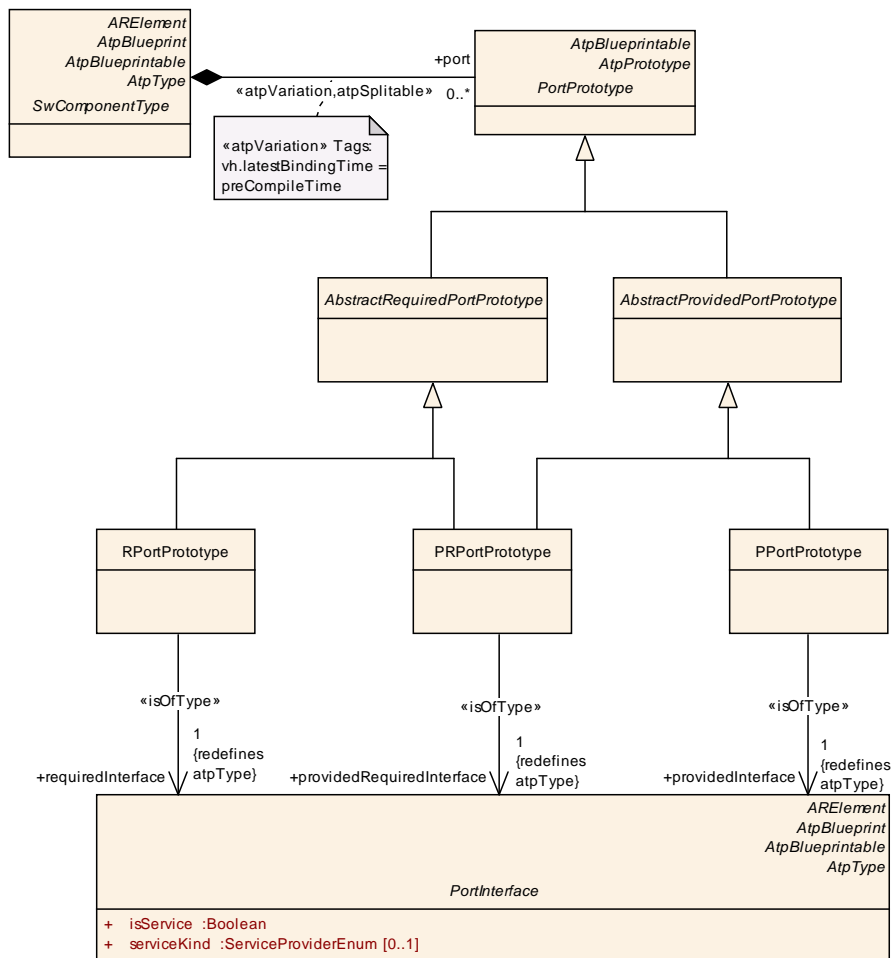 ARElement
AtpBlueprint
AtpBlueprintable
AtpType
SwComponentType
AtpBlueprintable
AtpPrototype
PortPrototype
+port
«atpVariation,atpSplitable»
0..*
«atpVariation» Tags:
vh.latestBindingTime =
preCompileTime
AbstractRequiredPortPrototype
AbstractProvidedPortPrototype
RPortPrototype
PRPortPrototype
PPortPrototype
«isOfType»
«isOfType»
«isOfType»
1
{redefines
atpType}
+requiredInterface
1
{redefines
atpType}
+providedRequiredInterface
1
{redefines
atpType}
+providedInterface
ARElement
AtpBlueprint
AtpBlueprintable
AtpType
PortInterface
+ isService :Boolean
+ serviceKind :ServiceProviderEnum [0..1]